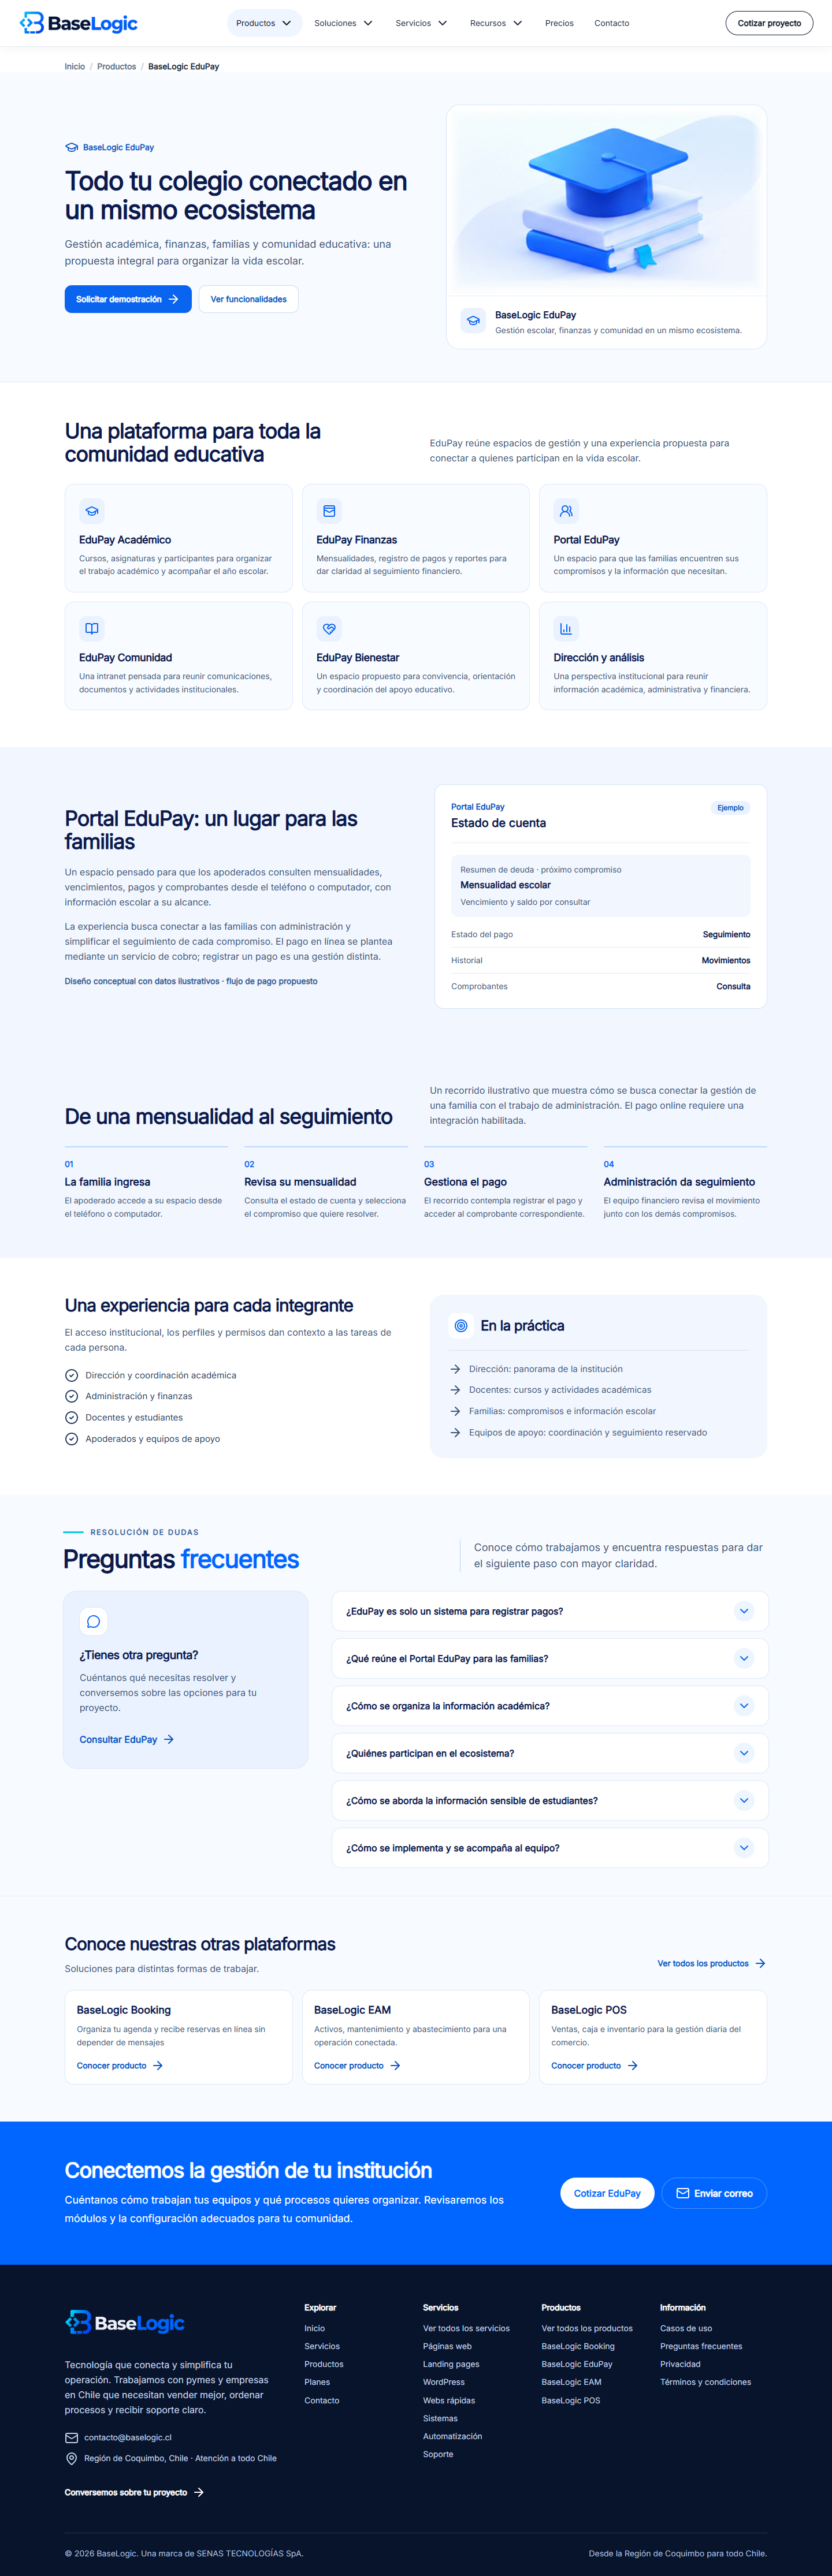 BaseLogic
Productos
Soluciones
Servicios
Recursos
Precios
Contacto
Cotizar proyecto
Inicio / Productos / BaseLogic EduPay
BaseLogic EduPay
Todo tu colegio conectado en
un mismo ecosistema
Gestión académica, finanzas, familias y comunidad educativa: una
propuesta integral para organizar la vida escolar.
Solicitar demostración
Ver funcionalidades
BaseLogic EduPay
Gestión escolar, finanzas y comunidad en un mismo ecosistema.
Una plataforma para toda la
comunidad educativa
EduPay reúne espacios de gestión y una experiencia propuesta para
conectar a quienes participan en la vida escolar.
EduPay Académico
Cursos, asignaturas y participantes para organizar
el trabajo académico y acompañar el año escolar.
EduPay Finanzas
Mensualidades, registro de pagos y reportes para
dar claridad al seguimiento financiero.
Portal EduPay
Un espacio para que las familias encuentren sus
compromisos y la información que necesitan.
EduPay Comunidad
Una intranet pensada para reunir comunicaciones,
documentos y actividades institucionales.
EduPay Bienestar
Un espacio propuesto para convivencia, orientación
y coordinación del apoyo educativo.
Dirección y análisis
Una perspectiva institucional para reunir
información académica, administrativa y financiera.
Portal EduPay: un lugar para las
familias
Un espacio pensado para que los apoderados consulten mensualidades,
vencimientos, pagos y comprobantes desde el teléfono o computador, con
información escolar a su alcance.
La experiencia busca conectar a las familias con administración y
simplificar el seguimiento de cada compromiso. El pago en línea se plantea
mediante un servicio de cobro; registrar un pago es una gestión distinta.
Diseño conceptual con datos ilustrativos · flujo de pago propuesto
Portal EduPay
Estado de cuenta
Ejemplo
Resumen de deuda · próximo compromiso
Mensualidad escolar
Vencimiento y saldo por consultar
Estado del pago
Seguimiento
Historial
Movimientos
Comprobantes
Consulta
De una mensualidad al seguimiento
Un recorrido ilustrativo que muestra cómo se busca conectar la gestión de
una familia con el trabajo de administración. El pago online requiere una
integración habilitada.
01
La familia ingresa
El apoderado accede a su espacio desde
el teléfono o computador.
02
Revisa su mensualidad
Consulta el estado de cuenta y selecciona
el compromiso que quiere resolver.
03
Gestiona el pago
El recorrido contempla registrar el pago y
acceder al comprobante correspondiente.
04
Administración da seguimiento
El equipo financiero revisa el movimiento
junto con los demás compromisos.
Una experiencia para cada integrante
El acceso institucional, los perfiles y permisos dan contexto a las tareas de
cada persona.
Dirección y coordinación académica
Administración y finanzas
Docentes y estudiantes
Apoderados y equipos de apoyo
En la práctica
Dirección: panorama de la institución
Docentes: cursos y actividades académicas
Familias: compromisos e información escolar
Equipos de apoyo: coordinación y seguimiento reservado
RESOLUCIÓN DE DUDAS
Preguntas frecuentes
Conoce cómo trabajamos y encuentra respuestas para dar
el siguiente paso con mayor claridad.
¿Tienes otra pregunta?
Cuéntanos qué necesitas resolver y
conversemos sobre las opciones para tu
proyecto.
Consultar EduPay
¿EduPay es solo un sistema para registrar pagos?
¿Qué reúne el Portal EduPay para las familias?
¿Cómo se organiza la información académica?
¿Quiénes participan en el ecosistema?
¿Cómo se aborda la información sensible de estudiantes?
¿Cómo se implementa y se acompaña al equipo?
Conoce nuestras otras plataformas
Soluciones para distintas formas de trabajar.
Ver todos los productos
BaseLogic Booking
Organiza tu agenda y recibe reservas en línea sin
depender de mensajes
Conocer producto
BaseLogic EAM
Activos, mantenimiento y abastecimiento para una
operación conectada.
Conocer producto
BaseLogic POS
Ventas, caja e inventario para la gestión diaria del
comercio.
Conocer producto
Conectemos la gestión de tu institución
Cuéntanos cómo trabajan tus equipos y qué procesos quieres organizar. Revisaremos los
módulos y la configuración adecuados para tu comunidad.
Cotizar EduPay
Enviar correo
BaseLogic
Tecnología que conecta y simplifica tu
operación. Trabajamos con pymes y empresas
en Chile que necesitan vender mejor, ordenar
procesos y recibir soporte claro.
contacto@baselogic.cl
Región de Coquimbo, Chile · Atención a todo Chile
Conversemos sobre tu proyecto
Explorar
Inicio
Servicios
Productos
Planes
Contacto
Servicios
Ver todos los servicios
Páginas web
Landing pages
WordPress
Webs rápidas
Sistemas
Automatización
Soporte
Productos
Ver todos los productos
BaseLogic Booking
BaseLogic EduPay
BaseLogic EAM
BaseLogic POS
Información
Casos de uso
Preguntas frecuentes
Privacidad
Términos y condiciones
© 2026 BaseLogic. Una marca de SENAS TECNOLOGÍAS SpA.
Desde la Región de Coquimbo para todo Chile.